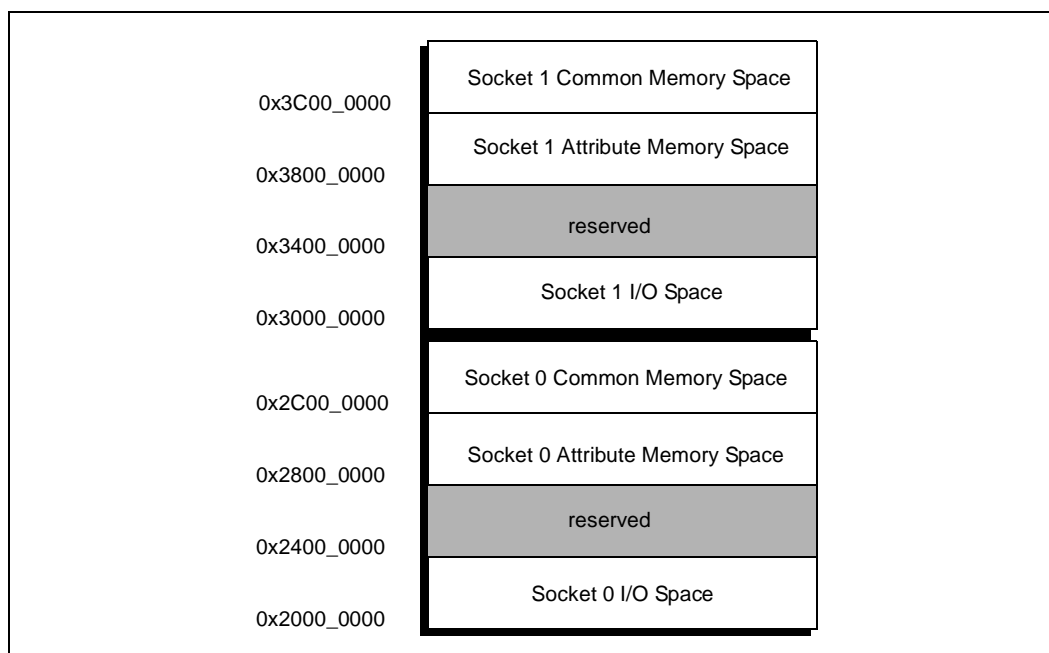 Socket 1 Common Memory Space
0x3C00_0000
Socket 1 Attribute Memory Space
0x3800_0000
reserved
0x3400_0000
Socket 1 I/O Space
0x3000_0000
Socket 0 Common Memory Space
0x2C00_0000
Socket 0 Attribute Memory Space
0x2800_0000
reserved
0x2400_0000
Socket 0 I/O Space
0x2000_0000